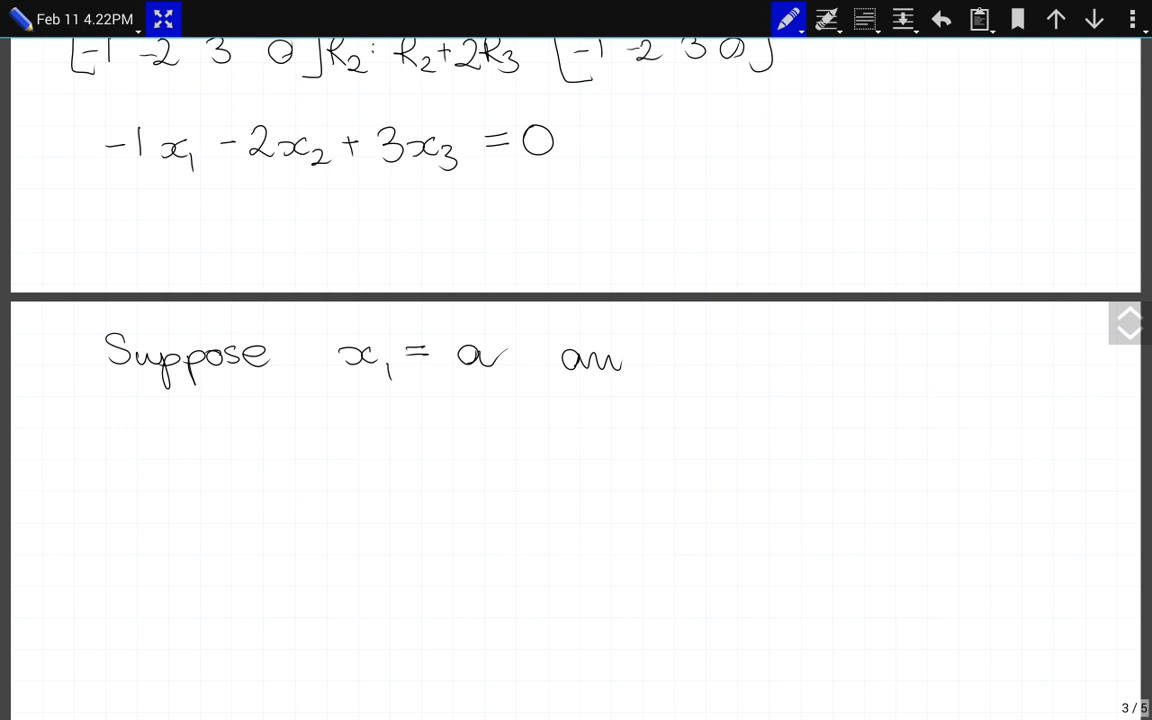 Feb 11 4.22PM
[-1 -2 3 0] R₂: R₂+2R₃ [-1 -2 3 0]
-1x₁ - 2x₂ + 3x₃ = 0
Suppose x₁ = a an
3 / 5